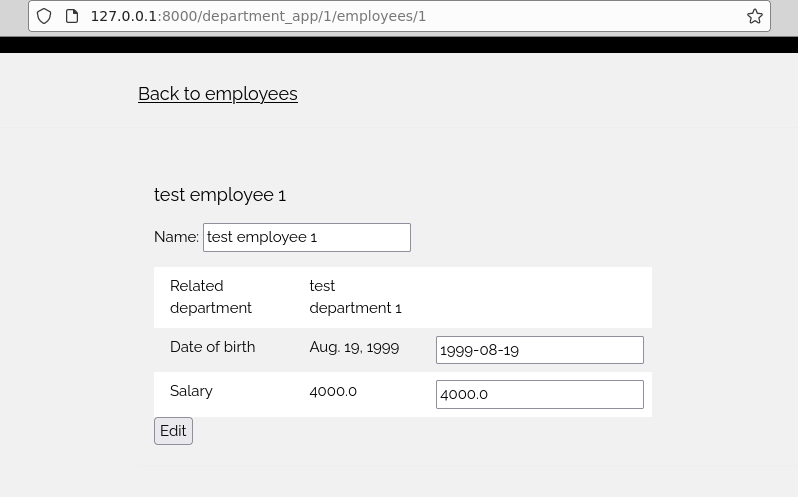 127.0.0.1:8000/department_app/1/employees/1
Back to employees
test employee 1
Name: test employee 1
Related department test department 1
Date of birth Aug. 19, 1999 1999-08-19
Salary 4000.0 4000.0
Edit